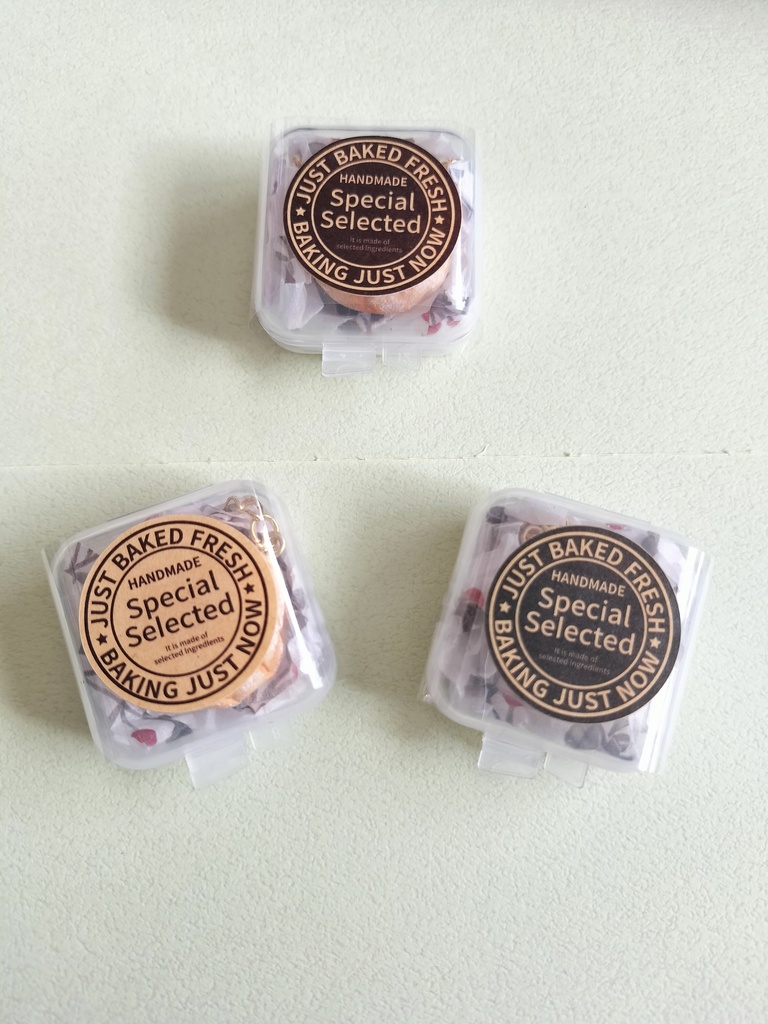 JUST BAKED FRESH
HANDMADE
Special
Selected
It is made of
selected ingredients
BAKING JUST NOW
JUST BAKED FRESH
HANDMADE
Special
Selected
It is made of
selected ingredients
BAKING JUST NOW
JUST BAKED FRESH
HANDMADE
Special
Selected
It is made of
selected ingredients
BAKING JUST NOW